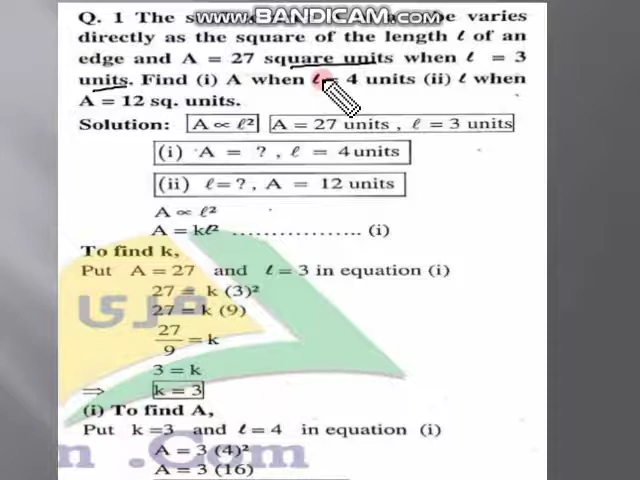 WWW.BANDICAM.COM
Q. 1 The be varies
directly as the square of the length ℓ of an
edge and A = 27 square units when ℓ = 3
units. Find (i) A when ℓ = 4 units (ii) ℓ when
A = 12 sq. units.
Solution: A ∝ ℓ² A = 27 units , ℓ = 3 units
(i) A = ? , ℓ = 4units
(ii) ℓ = ? , A = 12 units
A ∝ ℓ²
A = kℓ² ................. (i)
To find k,
Put A = 27 and ℓ = 3 in equation (i)
27 = k (3)²
27 = k (9)
27/9 = k
3 = k
⇒ k = 3
(i) To find A,
Put k =3 and ℓ = 4 in equation (i)
A = 3 (4)²
A = 3 (16)
.Com